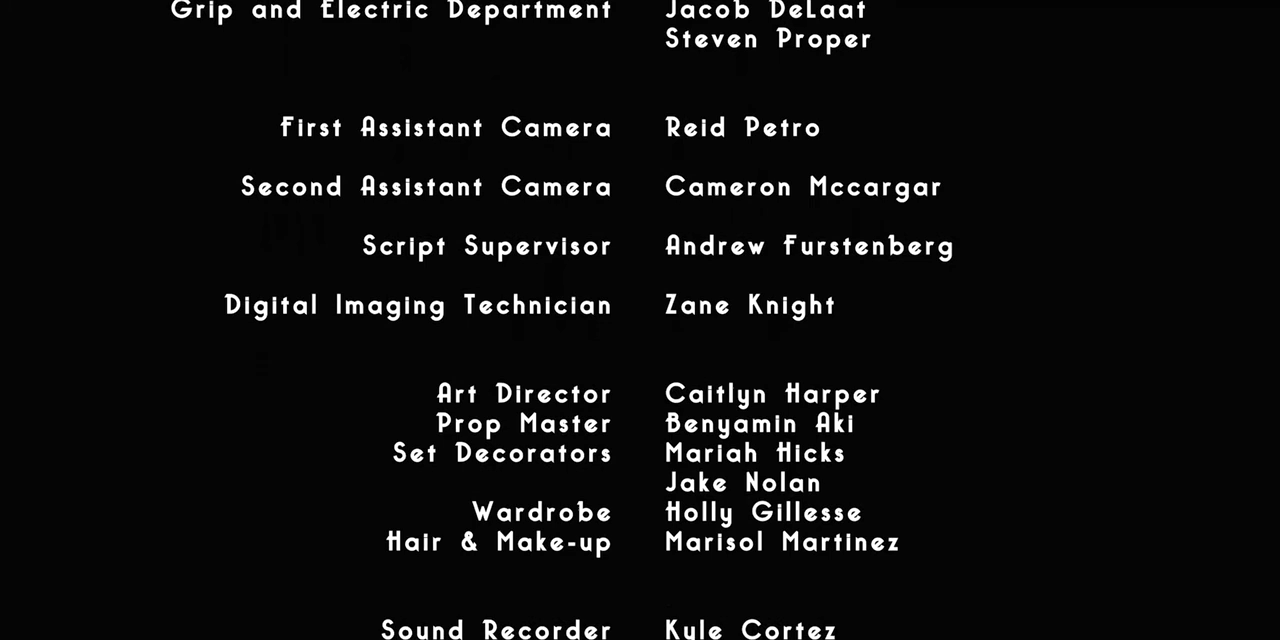 Grip and Electric Department Jacob DeLaat
Steven Proper
First Assistant Camera Reid Petro
Second Assistant Camera Cameron Mccargar
Script Supervisor Andrew Furstenberg
Digital Imaging Technician Zane Knight
Art Director Caitlyn Harper
Prop Master Benyamin Aki
Set Decorators Mariah Hicks
Jake Nolan
Wardrobe Holly Gillesse
Hair & Make-up Marisol Martinez
Sound Recorder Kyle Cortez